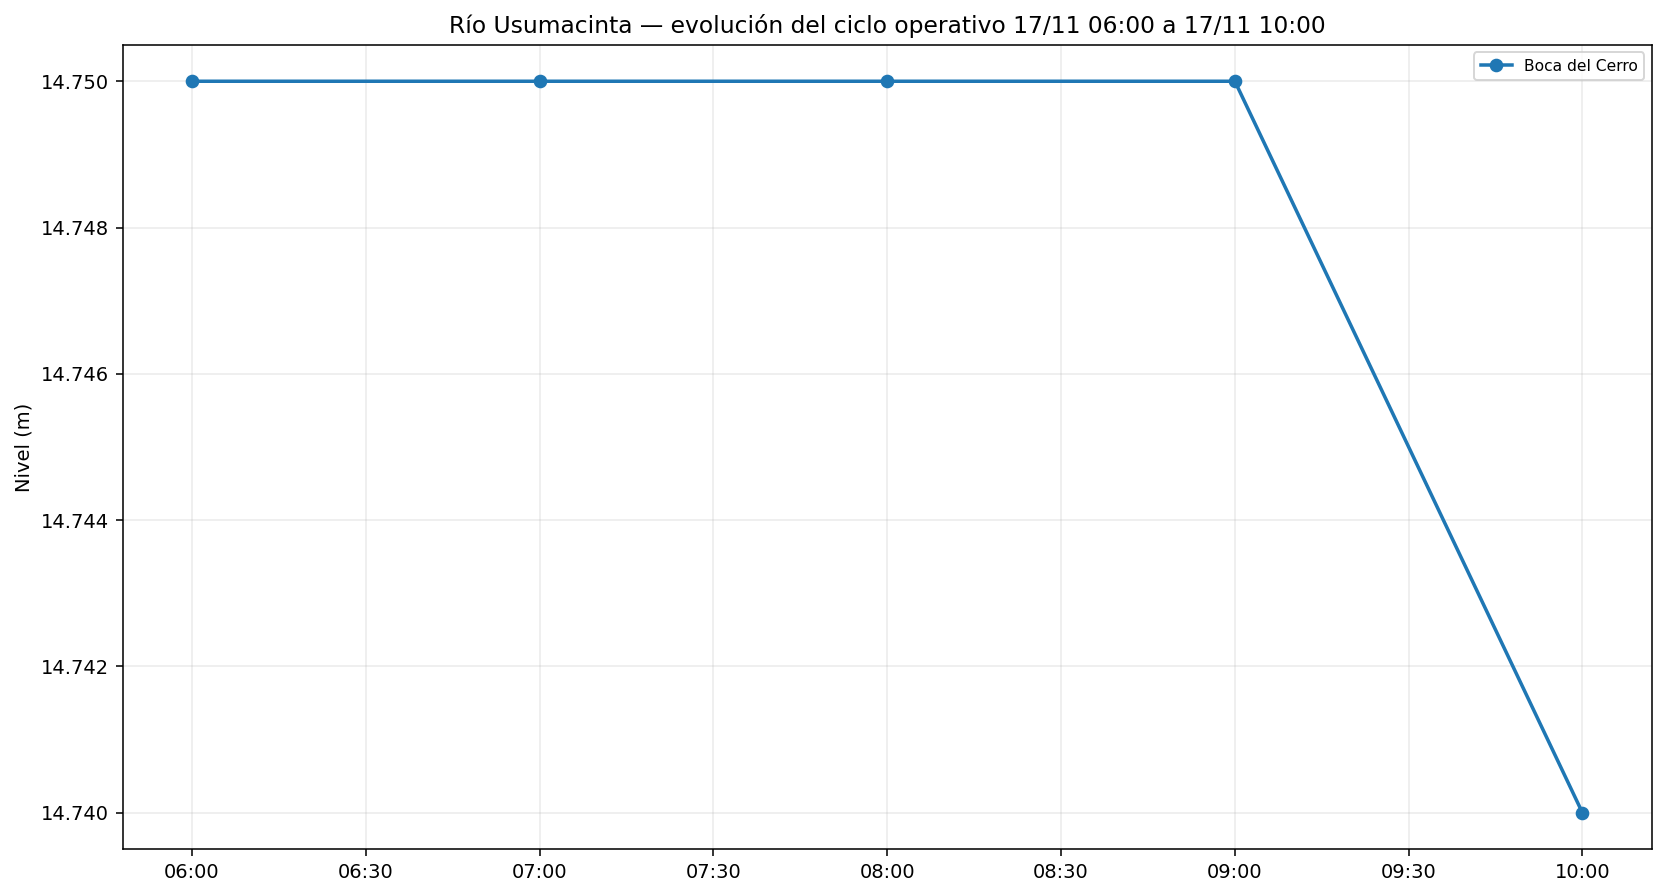 Río Usumacinta — evolución del ciclo operativo 17/11 06:00 a 17/11 10:00
Boca del Cerro
Nivel (m)
14.750
14.748
14.746
14.744
14.742
14.740
06:00 06:30 07:00 07:30 08:00 08:30 09:00 09:30 10:00